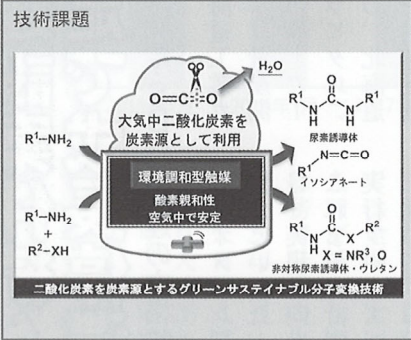 技術課題
H₂O
O=C=O
大気中二酸化炭素を
炭素源として利用
R¹-NH₂
環境調和型触媒
酸素親和性
空気中で安定
R¹-NH₂
+
R²-XH
O
R¹ N H N H R¹
尿素誘導体
R¹ N=C=O
イソシアネート
O
R¹ N H X R²
X = NR³, O
非対称尿素誘導体・ウレタン
二酸化炭素を炭素源とするグリーンサステイナブル分子変換技術